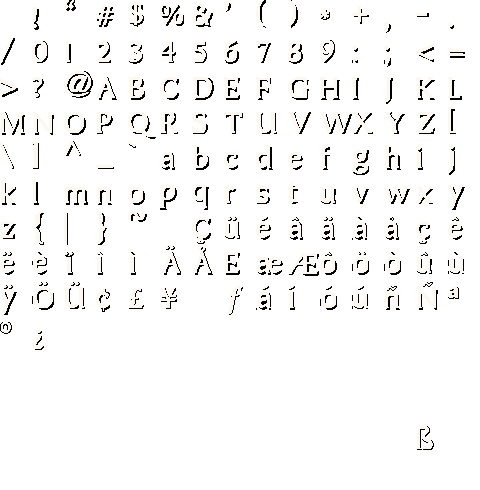 ! " # $ % & ' ( ) * + , - .
/ 0 1 2 3 4 5 6 7 8 9 : ; < =
> ? @ A B C D E F G H I J K L
M N O P Q R S T U V W X Y Z [
\ ] ^ _ ` a b c d e f g h i j
k l m n o p q r s t u v w x y
z { | } ~ Ç ü é â ä à å ç ê
ë è ï î ì Ä Å É æ Æ ô ö ò û ù
ÿ Ö Ü ¢ £ ¥ ƒ á í ó ú ñ Ñ ª
º ¿
ß